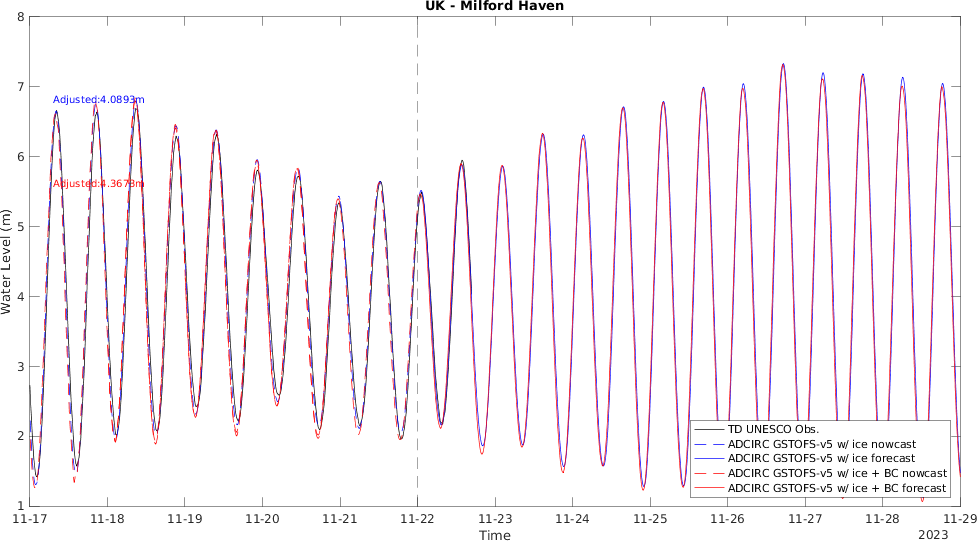 UK - Milford Haven
8
7
6
5
4
3
2
1
Water Level (m)
Adjusted:4.0893m
Adjusted:4.3673m
TD UNESCO Obs.
ADCIRC GSTOFS-v5 w/ ice nowcast
ADCIRC GSTOFS-v5 w/ ice forecast
ADCIRC GSTOFS-v5 w/ ice + BC nowcast
ADCIRC GSTOFS-v5 w/ ice + BC forecast
11-17 11-18 11-19 11-20 11-21 11-22 11-23 11-24 11-25 11-26 11-27 11-28 11-29
Time
2023